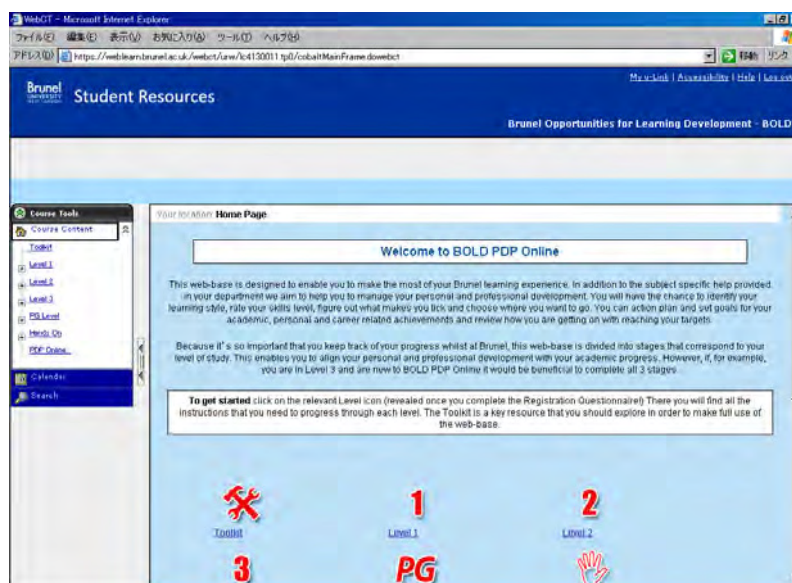 WebCT - Microsoft Internet Explorer
ファイル(F) 編集(E) 表示(V) お気に入り(A) ツール(T) ヘルプ(H)
アドレス(D) https://weblearn.brunel.ac.uk/webct/urw/lc4130011.tp0/cobaltMainFrame.dowebct 移動 リンク
My u-Link | Accessibility | Help | Log out
Brunel
UNIVERSITY
WEST LONDON
Student Resources
Brunel Opportunities for Learning Development - BOLD
Course Tools
Course Content
Toolkit
Level 1
Level 2
Level 3
PG Level
Hands On
PDP Online...
Calendar
Search
Your location: Home Page
Welcome to BOLD PDP Online
This web-base is designed to enable you to make the most of your Brunel learning experience. In addition to the subject specific help provided
in your department we aim to help you to manage your personal and professional development. You will have the chance to identify your
learning style, rate your skills level, figure out what makes you tick and choose where you want to go. You can action plan and set goals for your
academic, personal and career related achievements and review how you are getting on with reaching your targets.
Because it's so important that you keep track of your progress whilst at Brunel, this web-base is divided into stages that correspond to your
level of study. This enables you to align your personal and professional development with your academic progress. However, if, for example,
you are in Level 3 and are new to BOLD PDP Online it would be beneficial to complete all 3 stages.
To get started click on the relevant Level icon (revealed once you complete the Registration Questionnaire!) There you will find all the
instructions that you need to progress through each level. The Toolkit is a key resource that you should explore in order to make full use of
the web-base.
1
2
Toolkit
Level 1
Level 2
3
PG